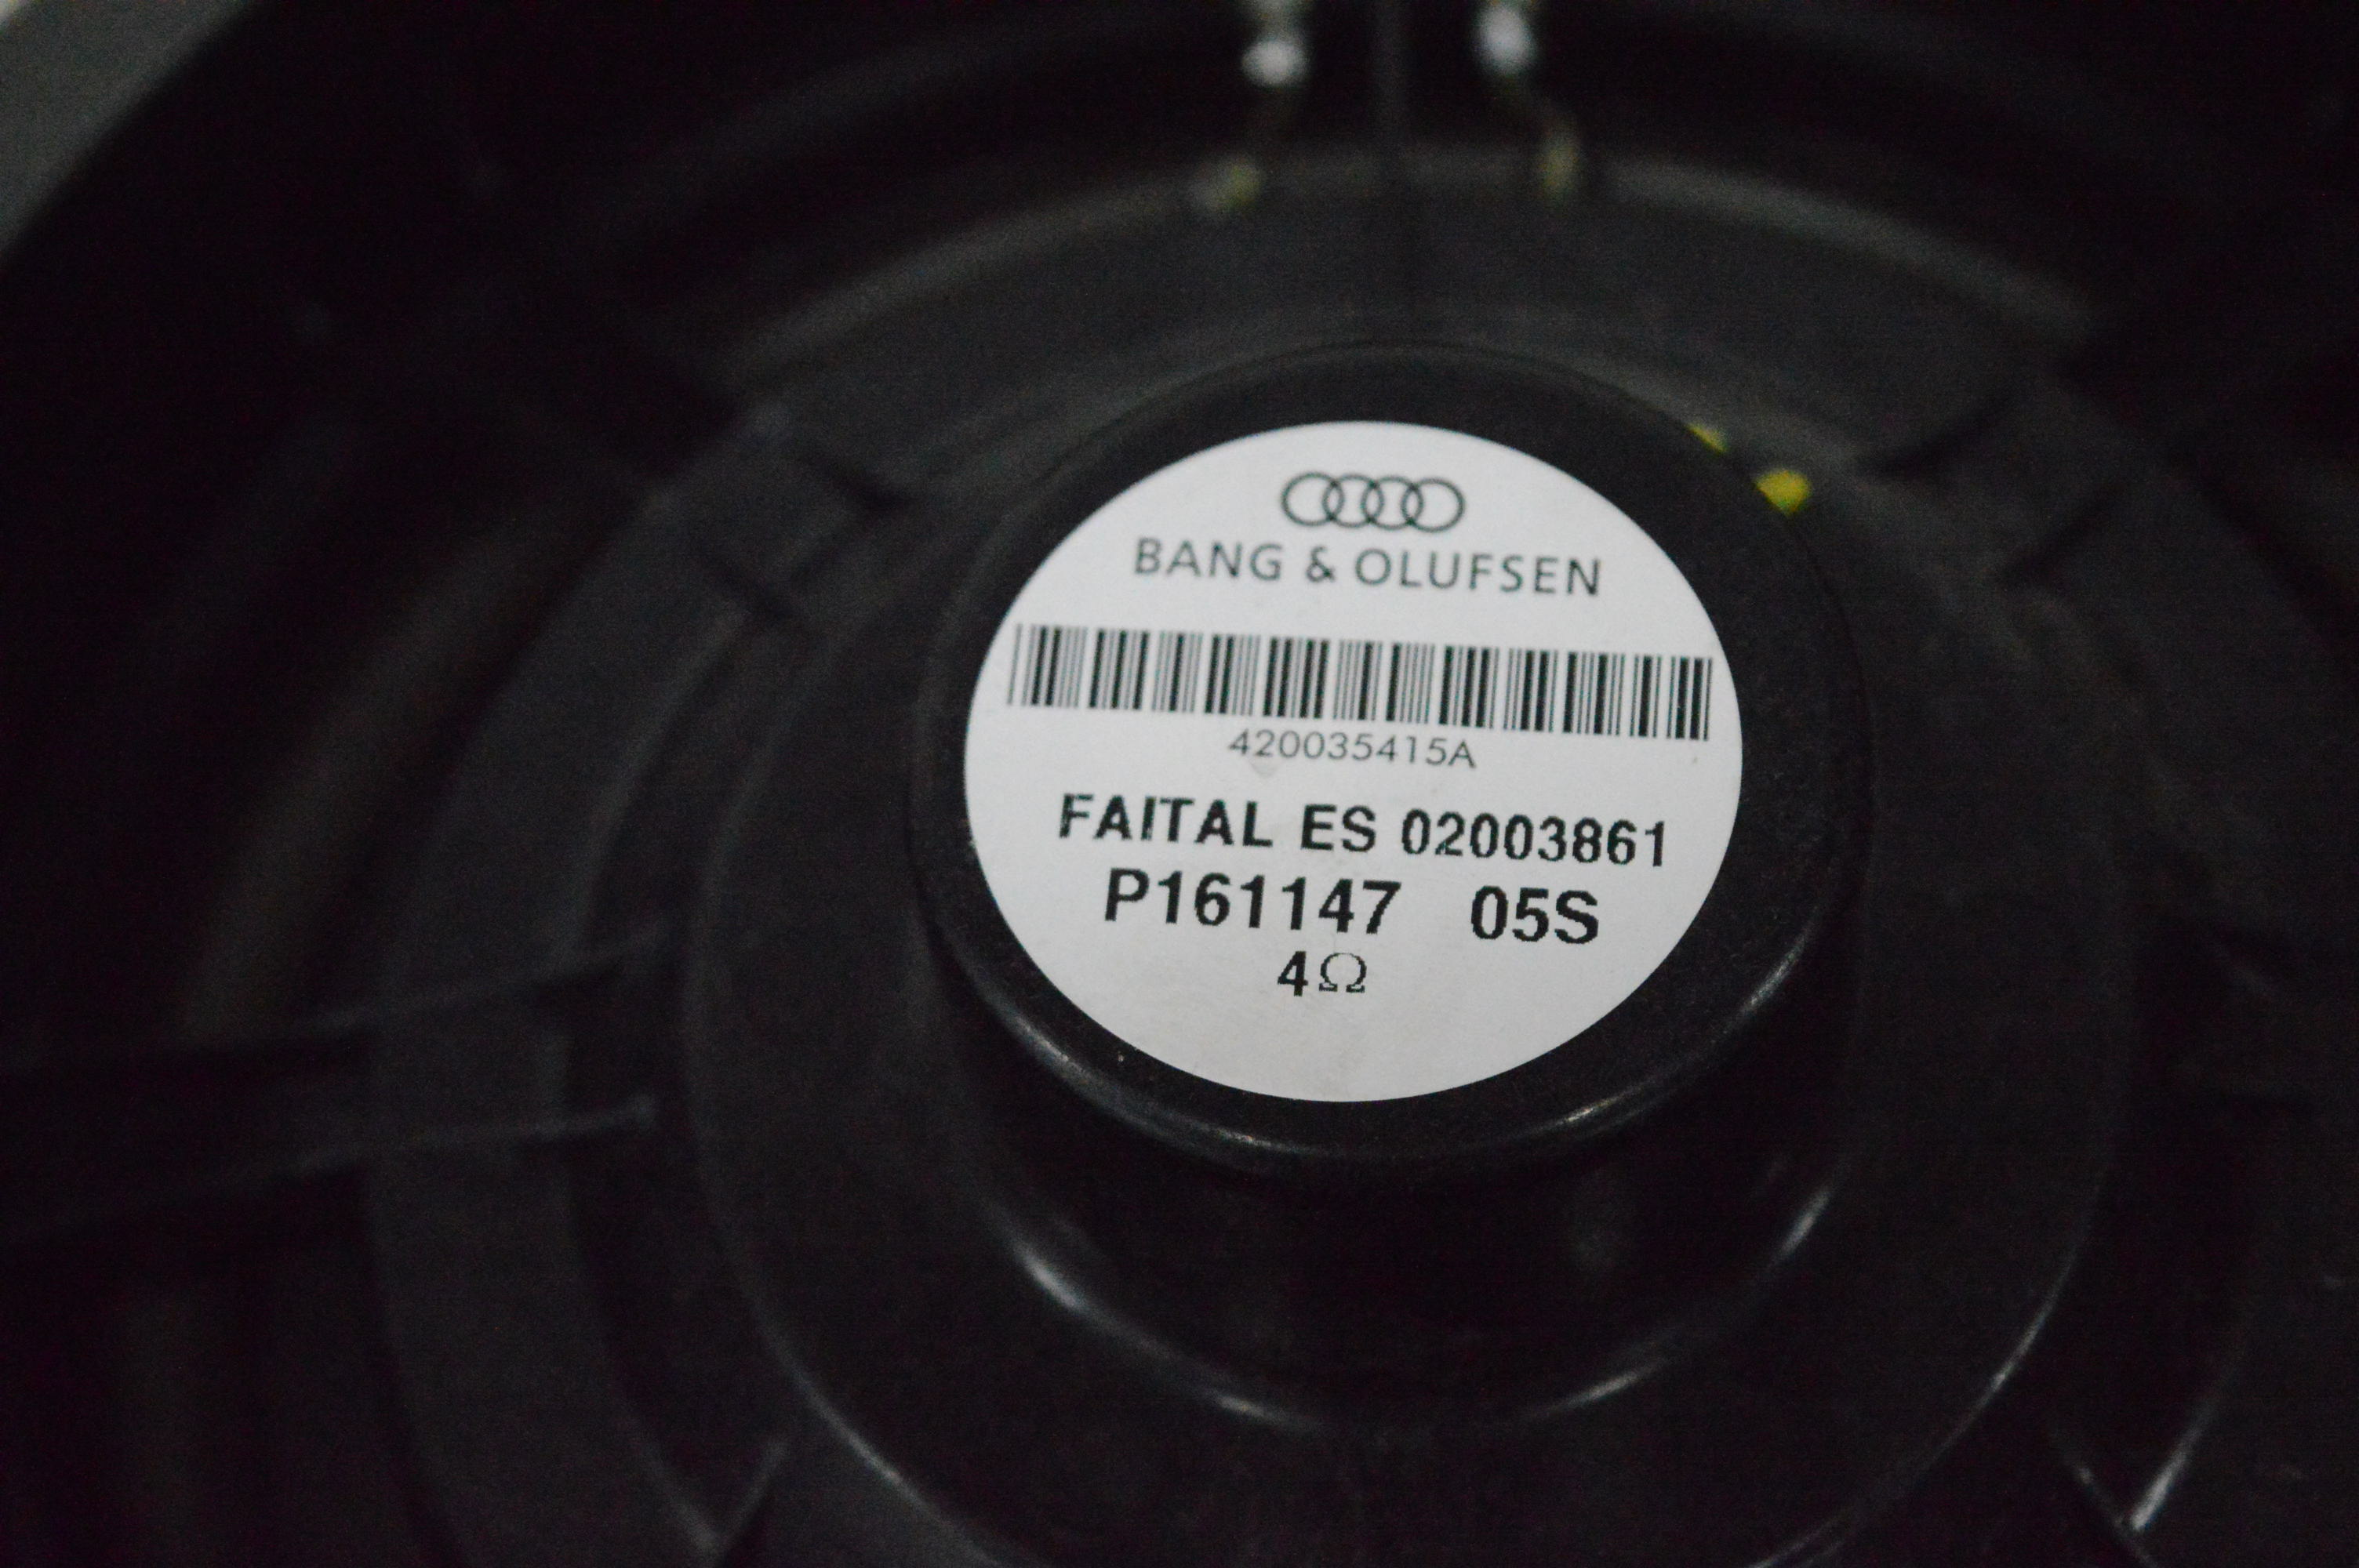 BANG & OLUFSEN
420035415A
FAITAL ES 02003861
P161147 05S
4Ω